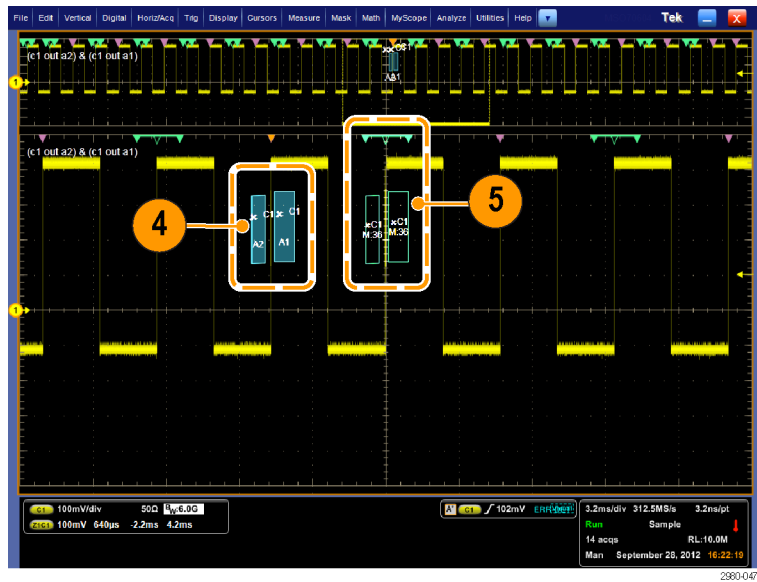 File Edit Vertical Digital Horiz/Acq Trig Display Cursors Measure Mask Math MyScope Analyze Utilities Help Tek X
(c1 out a2) & (c1 out a1)
C1
A1
1
(c1 out a2) & (c1 out a1)
4
5
C1 C1
A2 A1
C1 C1
M:36 M:36
1
C1 100mV/div 50Ω BW:6.0G
Z1C1 100mV 640µs -2.2ms 4.2ms
A' C1 102mV
3.2ms/div 312.5MS/s 3.2ns/pt
Run Sample
14 acqs RL:10.0M
Man September 28, 2012 16:22:19
2980-047